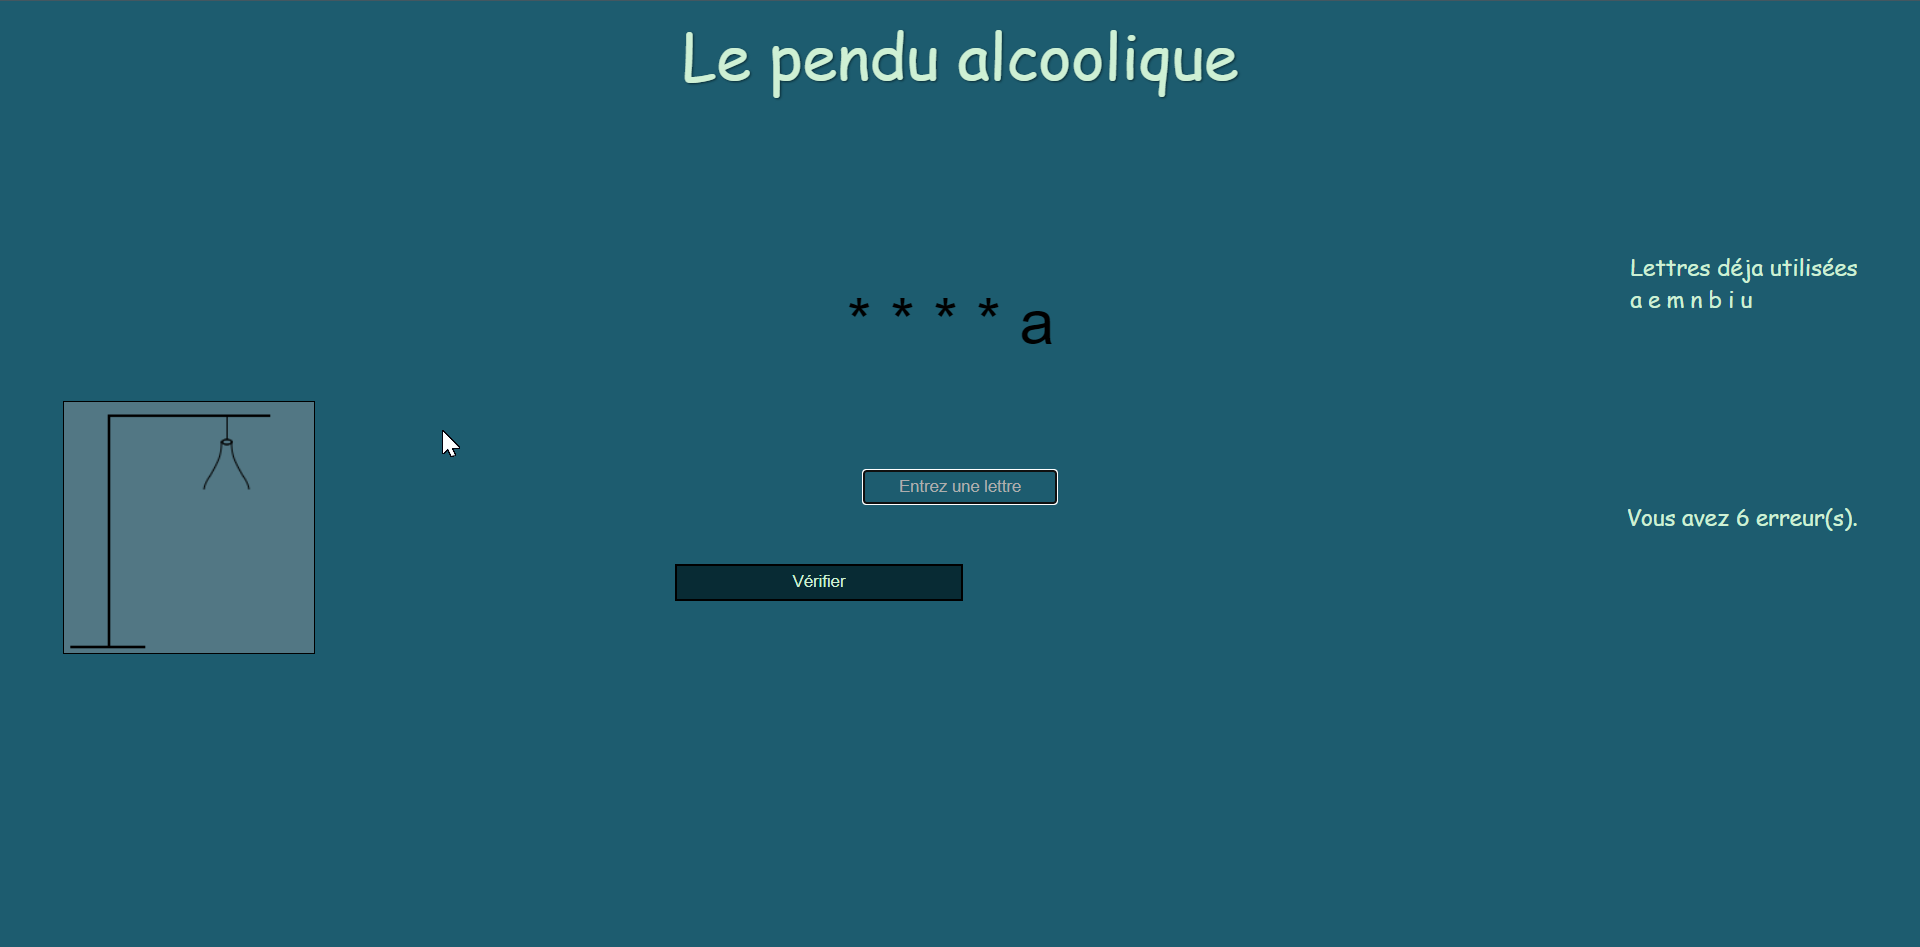 Le pendu alcoolique
Lettres déja utilisées
a e m n b i u
* * * * a
Entrez une lettre
Vous avez 6 erreur(s).
Vérifier